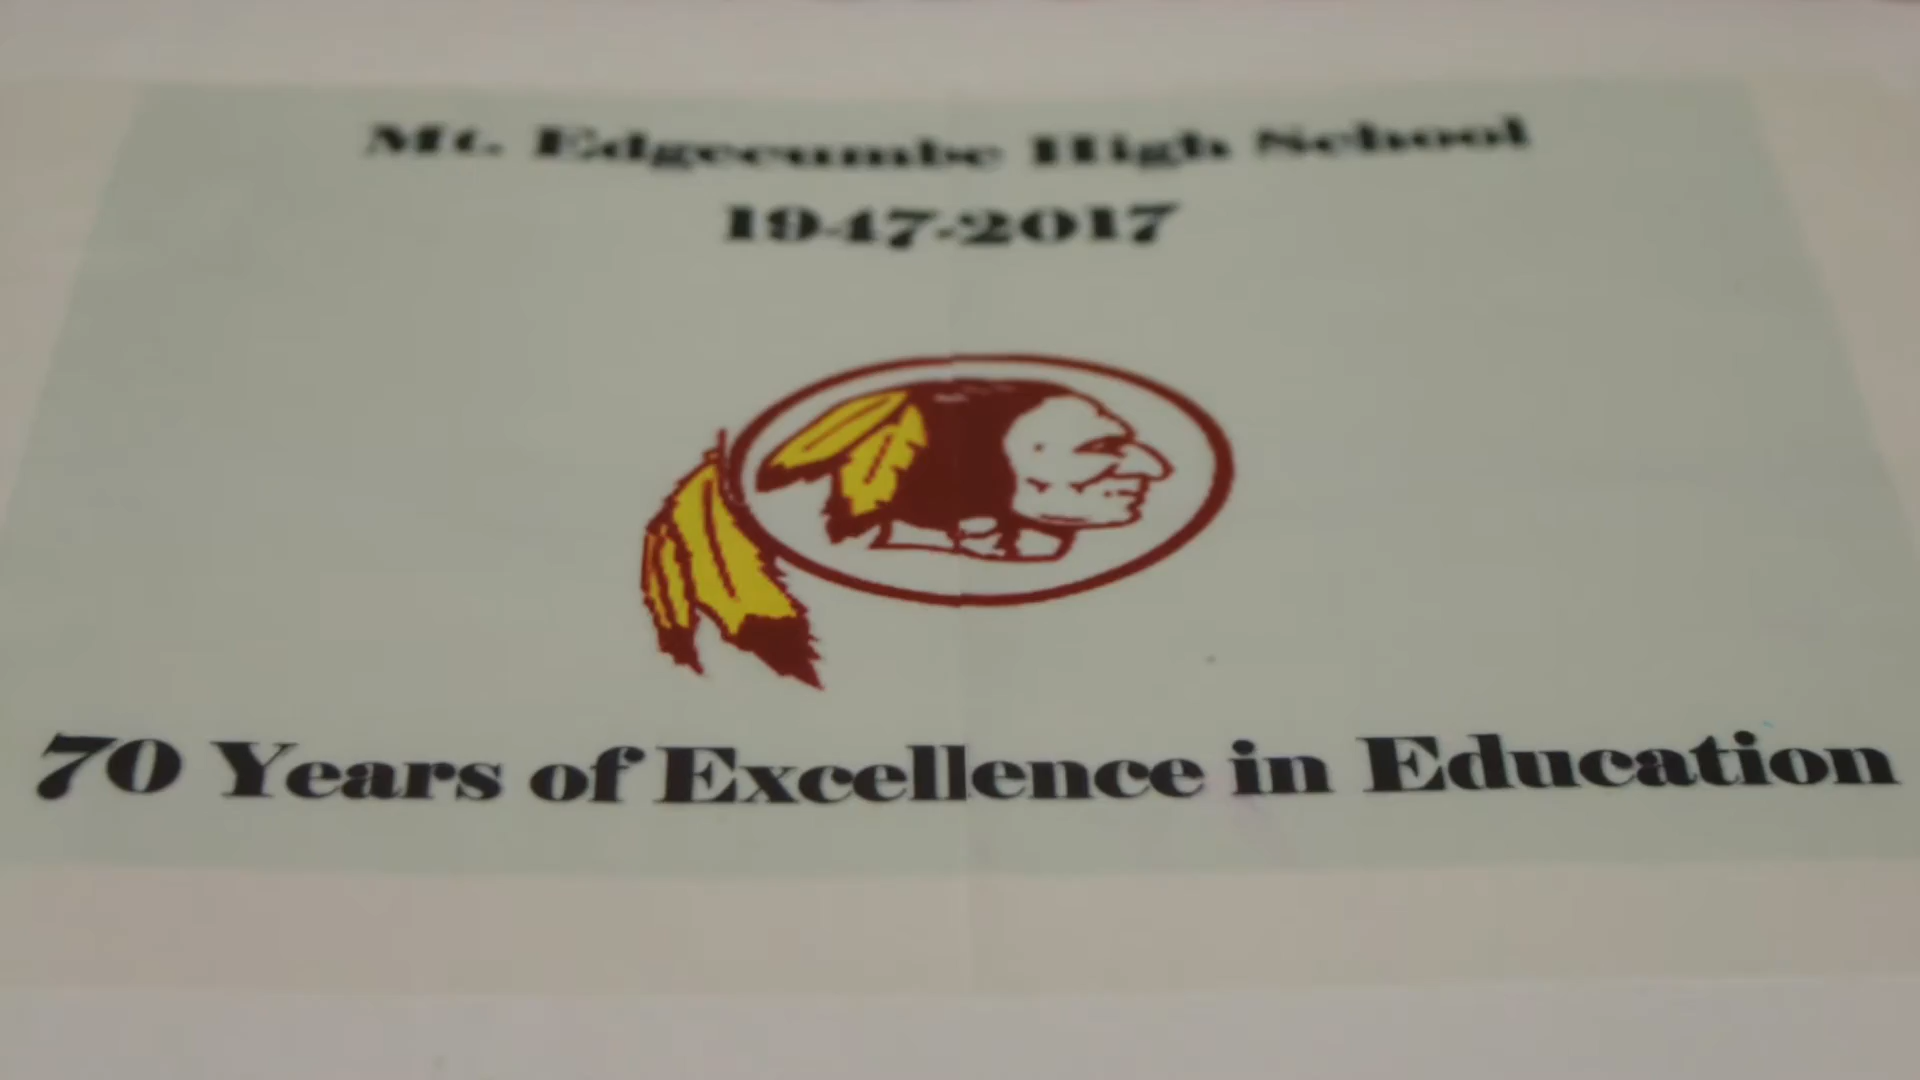 Mt. Edgecumbe High School
1947-2017
70 Years of Excellence in Education